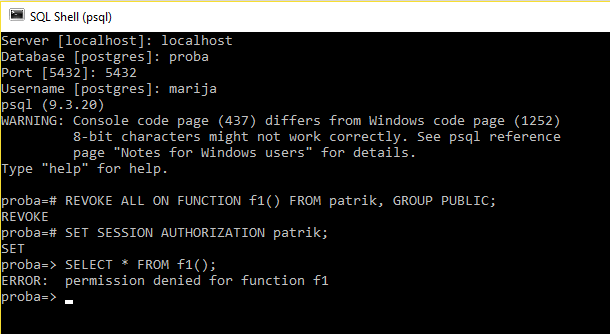 SQL Shell (psql)
Server [localhost]: localhost
Database [postgres]: proba
Port [5432]: 5432
Username [postgres]: marija
psql (9.3.20)
WARNING: Console code page (437) differs from Windows code page (1252)
         8-bit characters might not work correctly. See psql reference
         page "Notes for Windows users" for details.
Type "help" for help.

proba=# REVOKE ALL ON FUNCTION f1() FROM patrik, GROUP PUBLIC;
REVOKE
proba=# SET SESSION AUTHORIZATION patrik;
SET
proba=> SELECT * FROM f1();
ERROR:  permission denied for function f1
proba=>